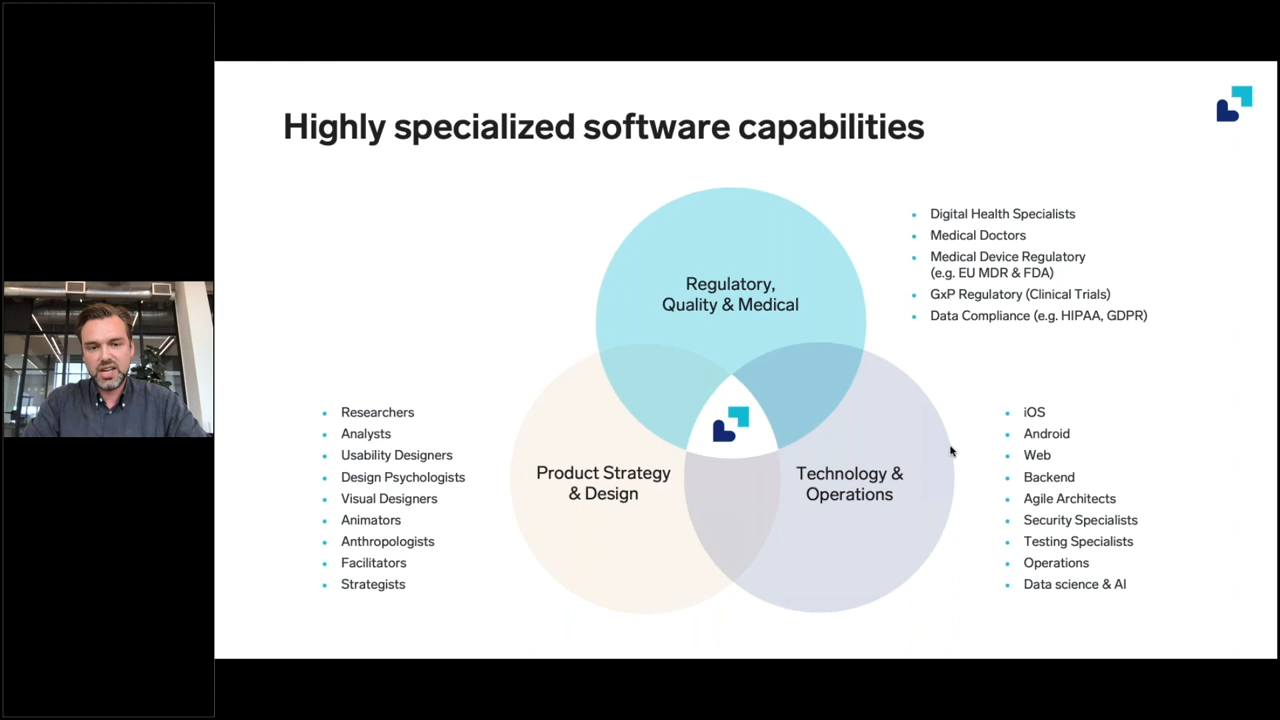 Highly specialized software capabilities
Regulatory,
Quality & Medical
Digital Health Specialists
Medical Doctors
Medical Device Regulatory
(e.g. EU MDR & FDA)
GxP Regulatory (Clinical Trials)
Data Compliance (e.g. HIPAA, GDPR)
Researchers
Analysts
Usability Designers
Design Psychologists
Visual Designers
Animators
Anthropologists
Facilitators
Strategists
Product Strategy
& Design
Technology &
Operations
iOS
Android
Web
Backend
Agile Architects
Security Specialists
Testing Specialists
Operations
Data science & AI